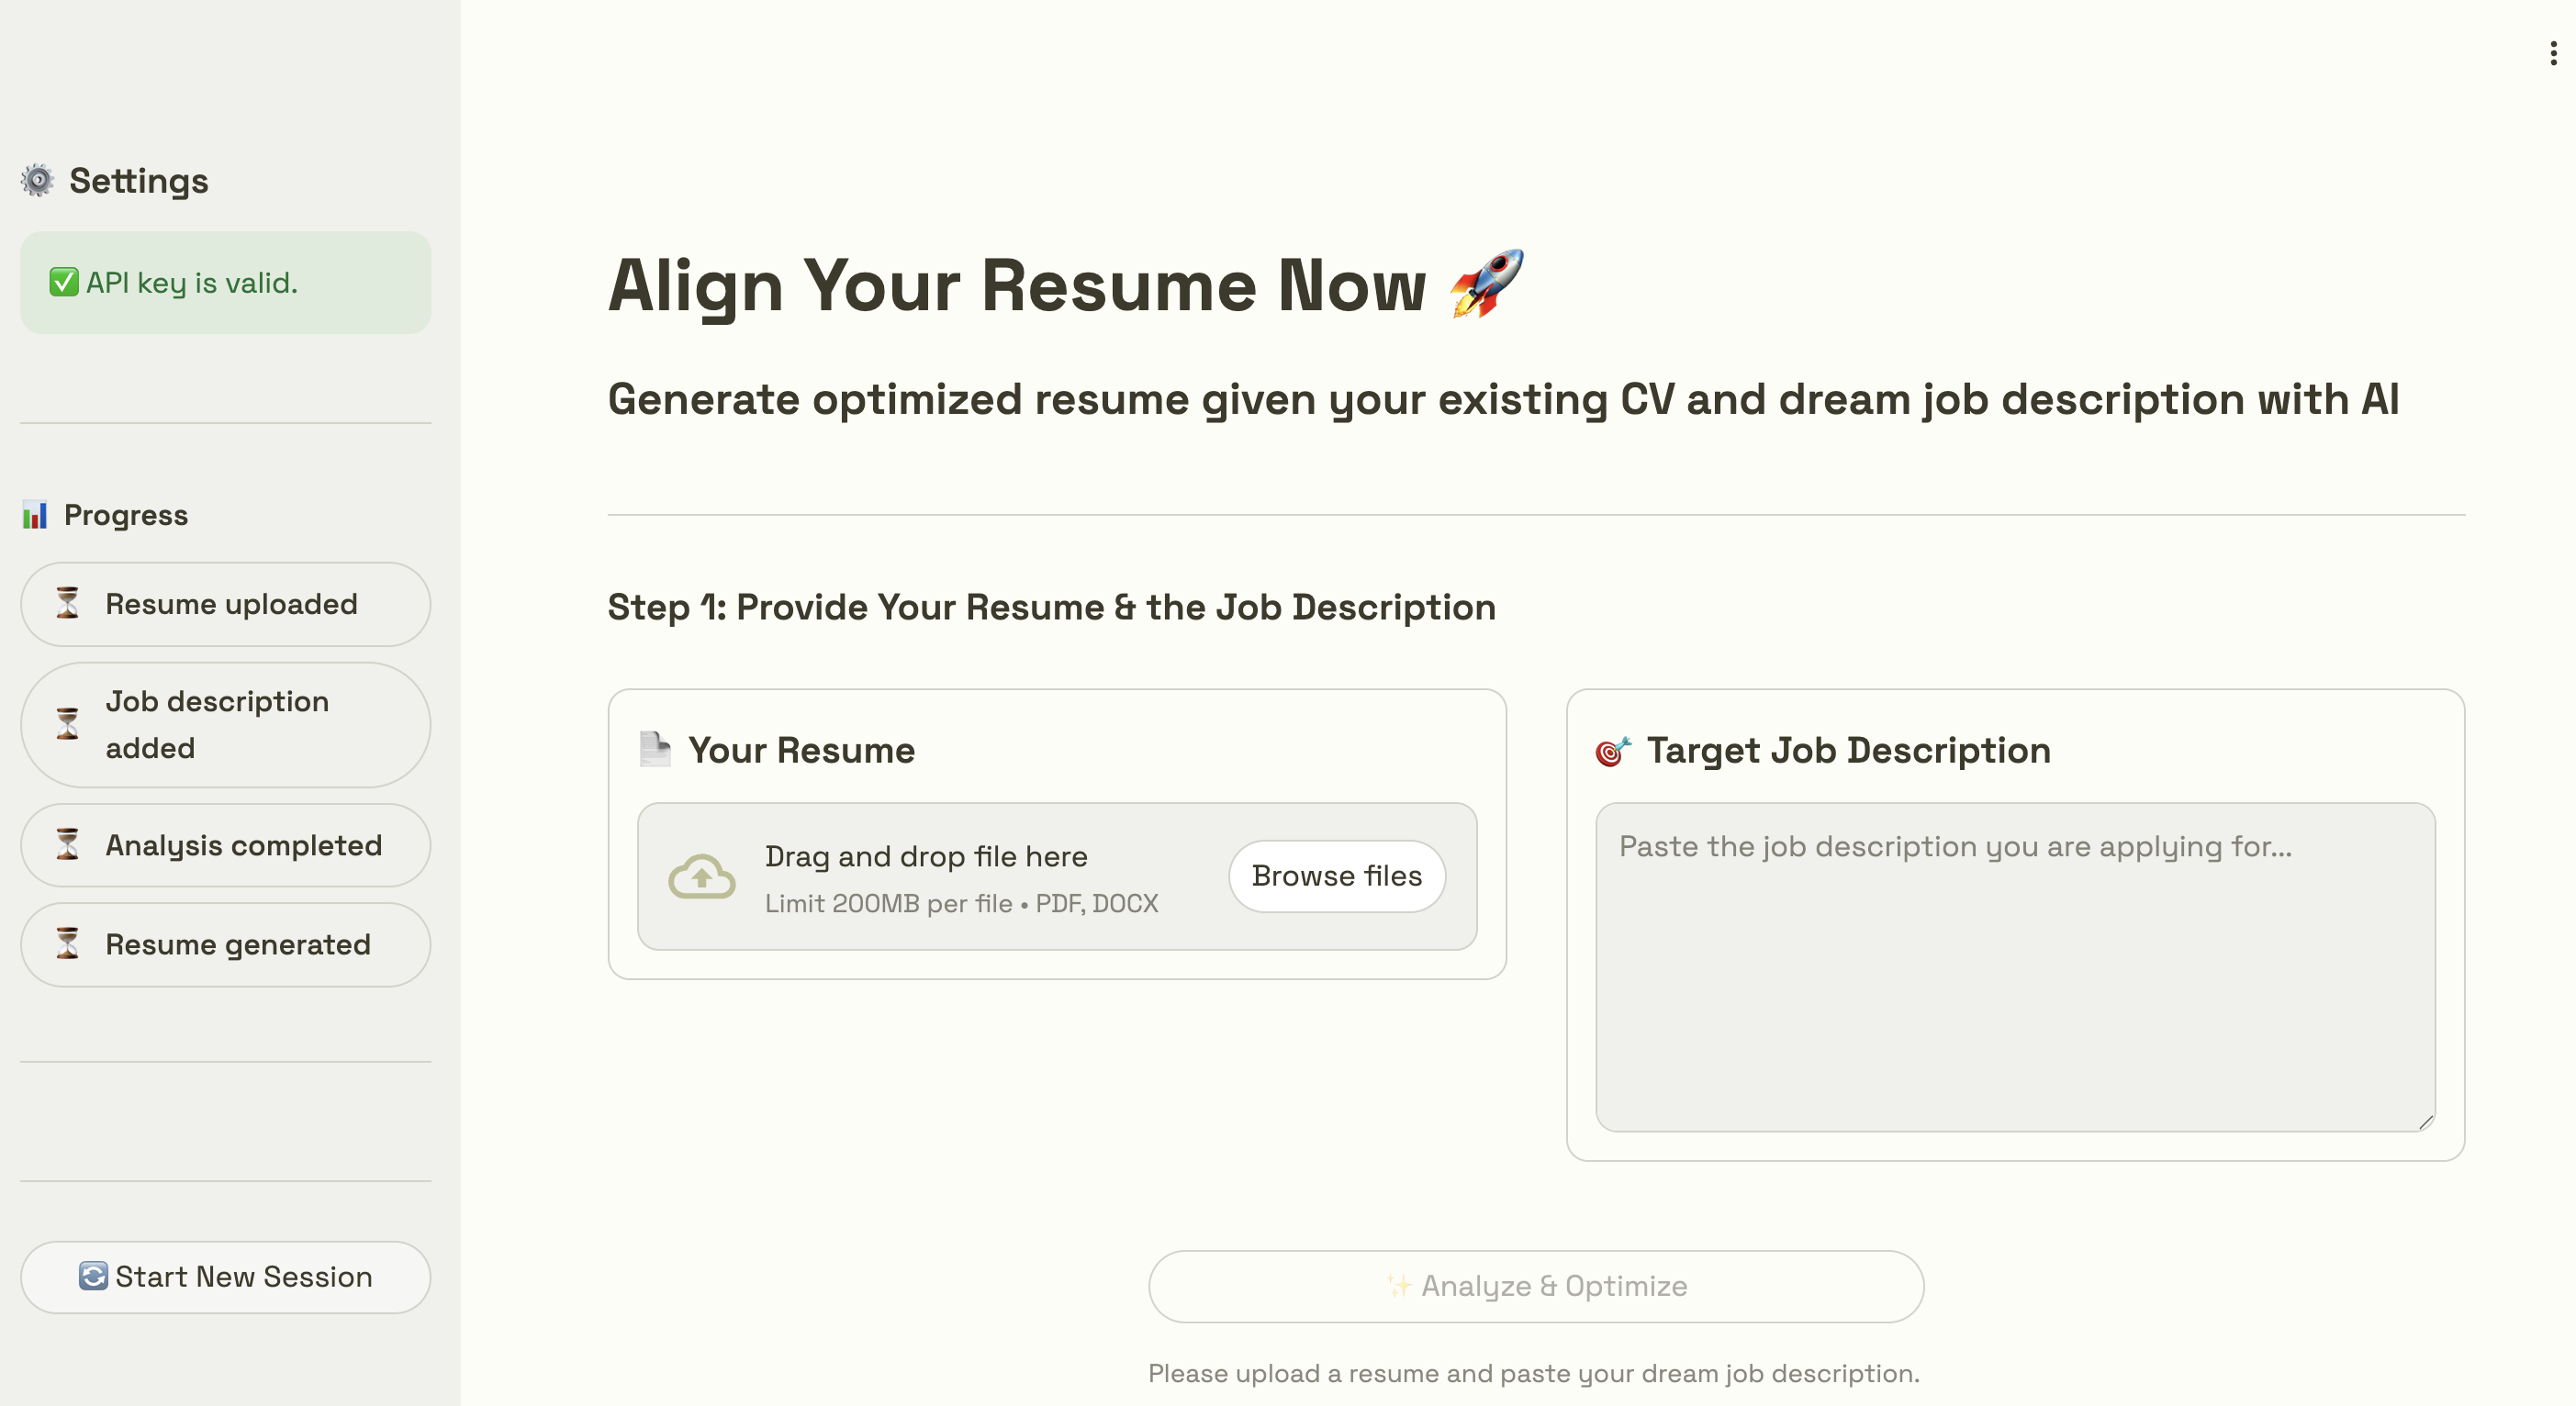 Settings
✅ API key is valid.
Progress
Resume uploaded
Job description
added
Analysis completed
Resume generated
Start New Session
Align Your Resume Now 🚀
Generate optimized resume given your existing CV and dream job description with AI
Step 1: Provide Your Resume & the Job Description
Your Resume
Drag and drop file here
Limit 200MB per file • PDF, DOCX
Browse files
Target Job Description
Paste the job description you are applying for...
✨ Analyze & Optimize
Please upload a resume and paste your dream job description.